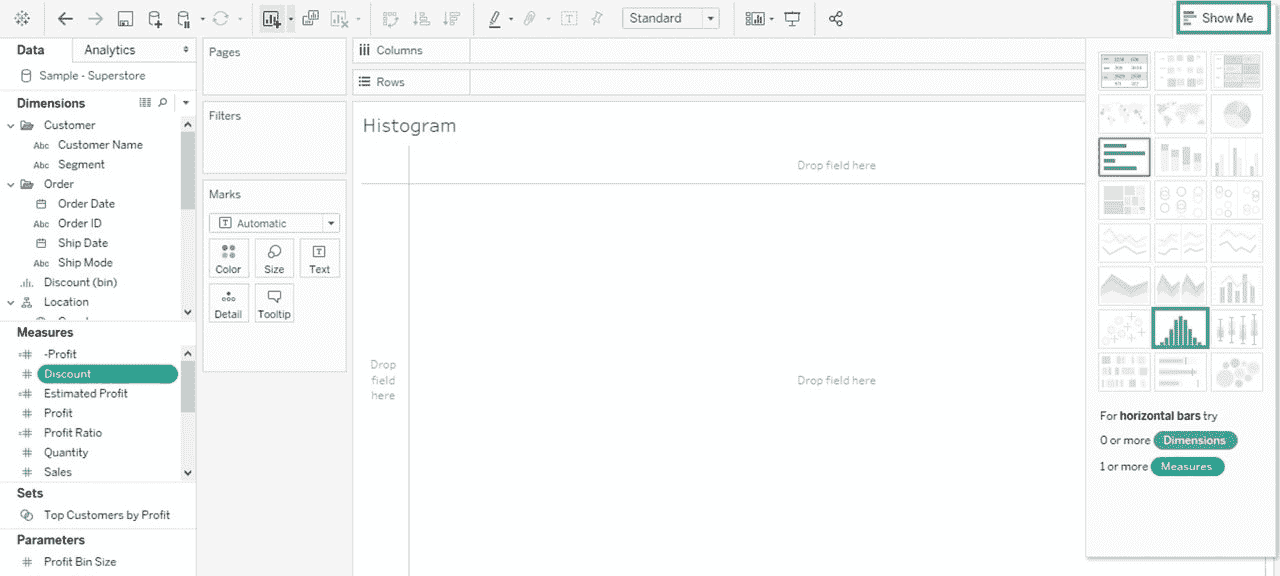 Standard
Show Me
Data
Analytics
Sample - Superstore
Dimensions
Customer
Abc Customer Name
Abc Segment
Order
Order Date
Abc Order ID
Ship Date
Abc Ship Mode
Discount (bin)
Location
Measures
=# -Profit
# Discount
=# Estimated Profit
# Profit
=# Profit Ratio
# Quantity
# Sales
Sets
Top Customers by Profit
Parameters
# Profit Bin Size
Pages
Filters
Marks
T Automatic
Color
Size
Text
Detail
Tooltip
Columns
Rows
Histogram
Drop field here
Drop
field
here
Drop field here
For horizontal bars try
0 or more Dimensions
1 or more Measures